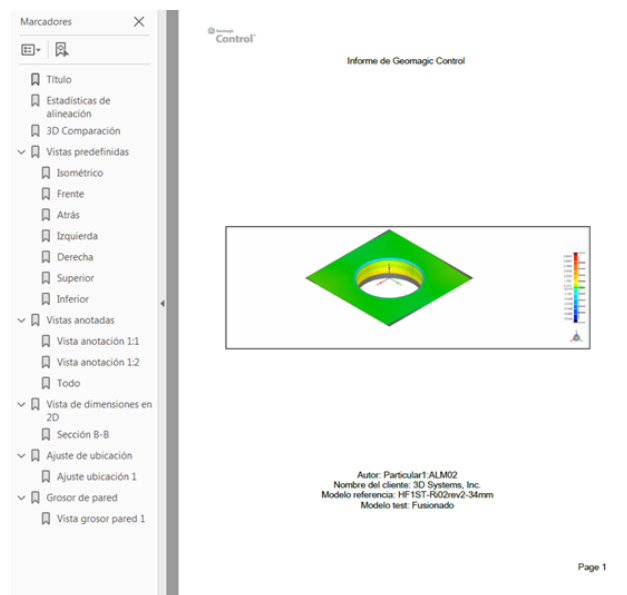 Marcadores
Título
Estadísticas de
alineación
3D Comparación
Vistas predefinidas
Isométrico
Frente
Atrás
Izquierda
Derecha
Superior
Inferior
Vistas anotadas
Vista anotación 1:1
Vista anotación 1:2
Todo
Vista de dimensiones en
2D
Sección B-B
Ajuste de ubicación
Ajuste ubicación 1
Grosor de pared
Vista grosor pared 1
Geomagic
Control
Informe de Geomagic Control
Autor: Particular1:ALM02
Nombre del cliente: 3D Systems, Inc.
Modelo referencia: HF1ST-Ri02rev2-34mm
Modelo test: Fusionado
Page 1